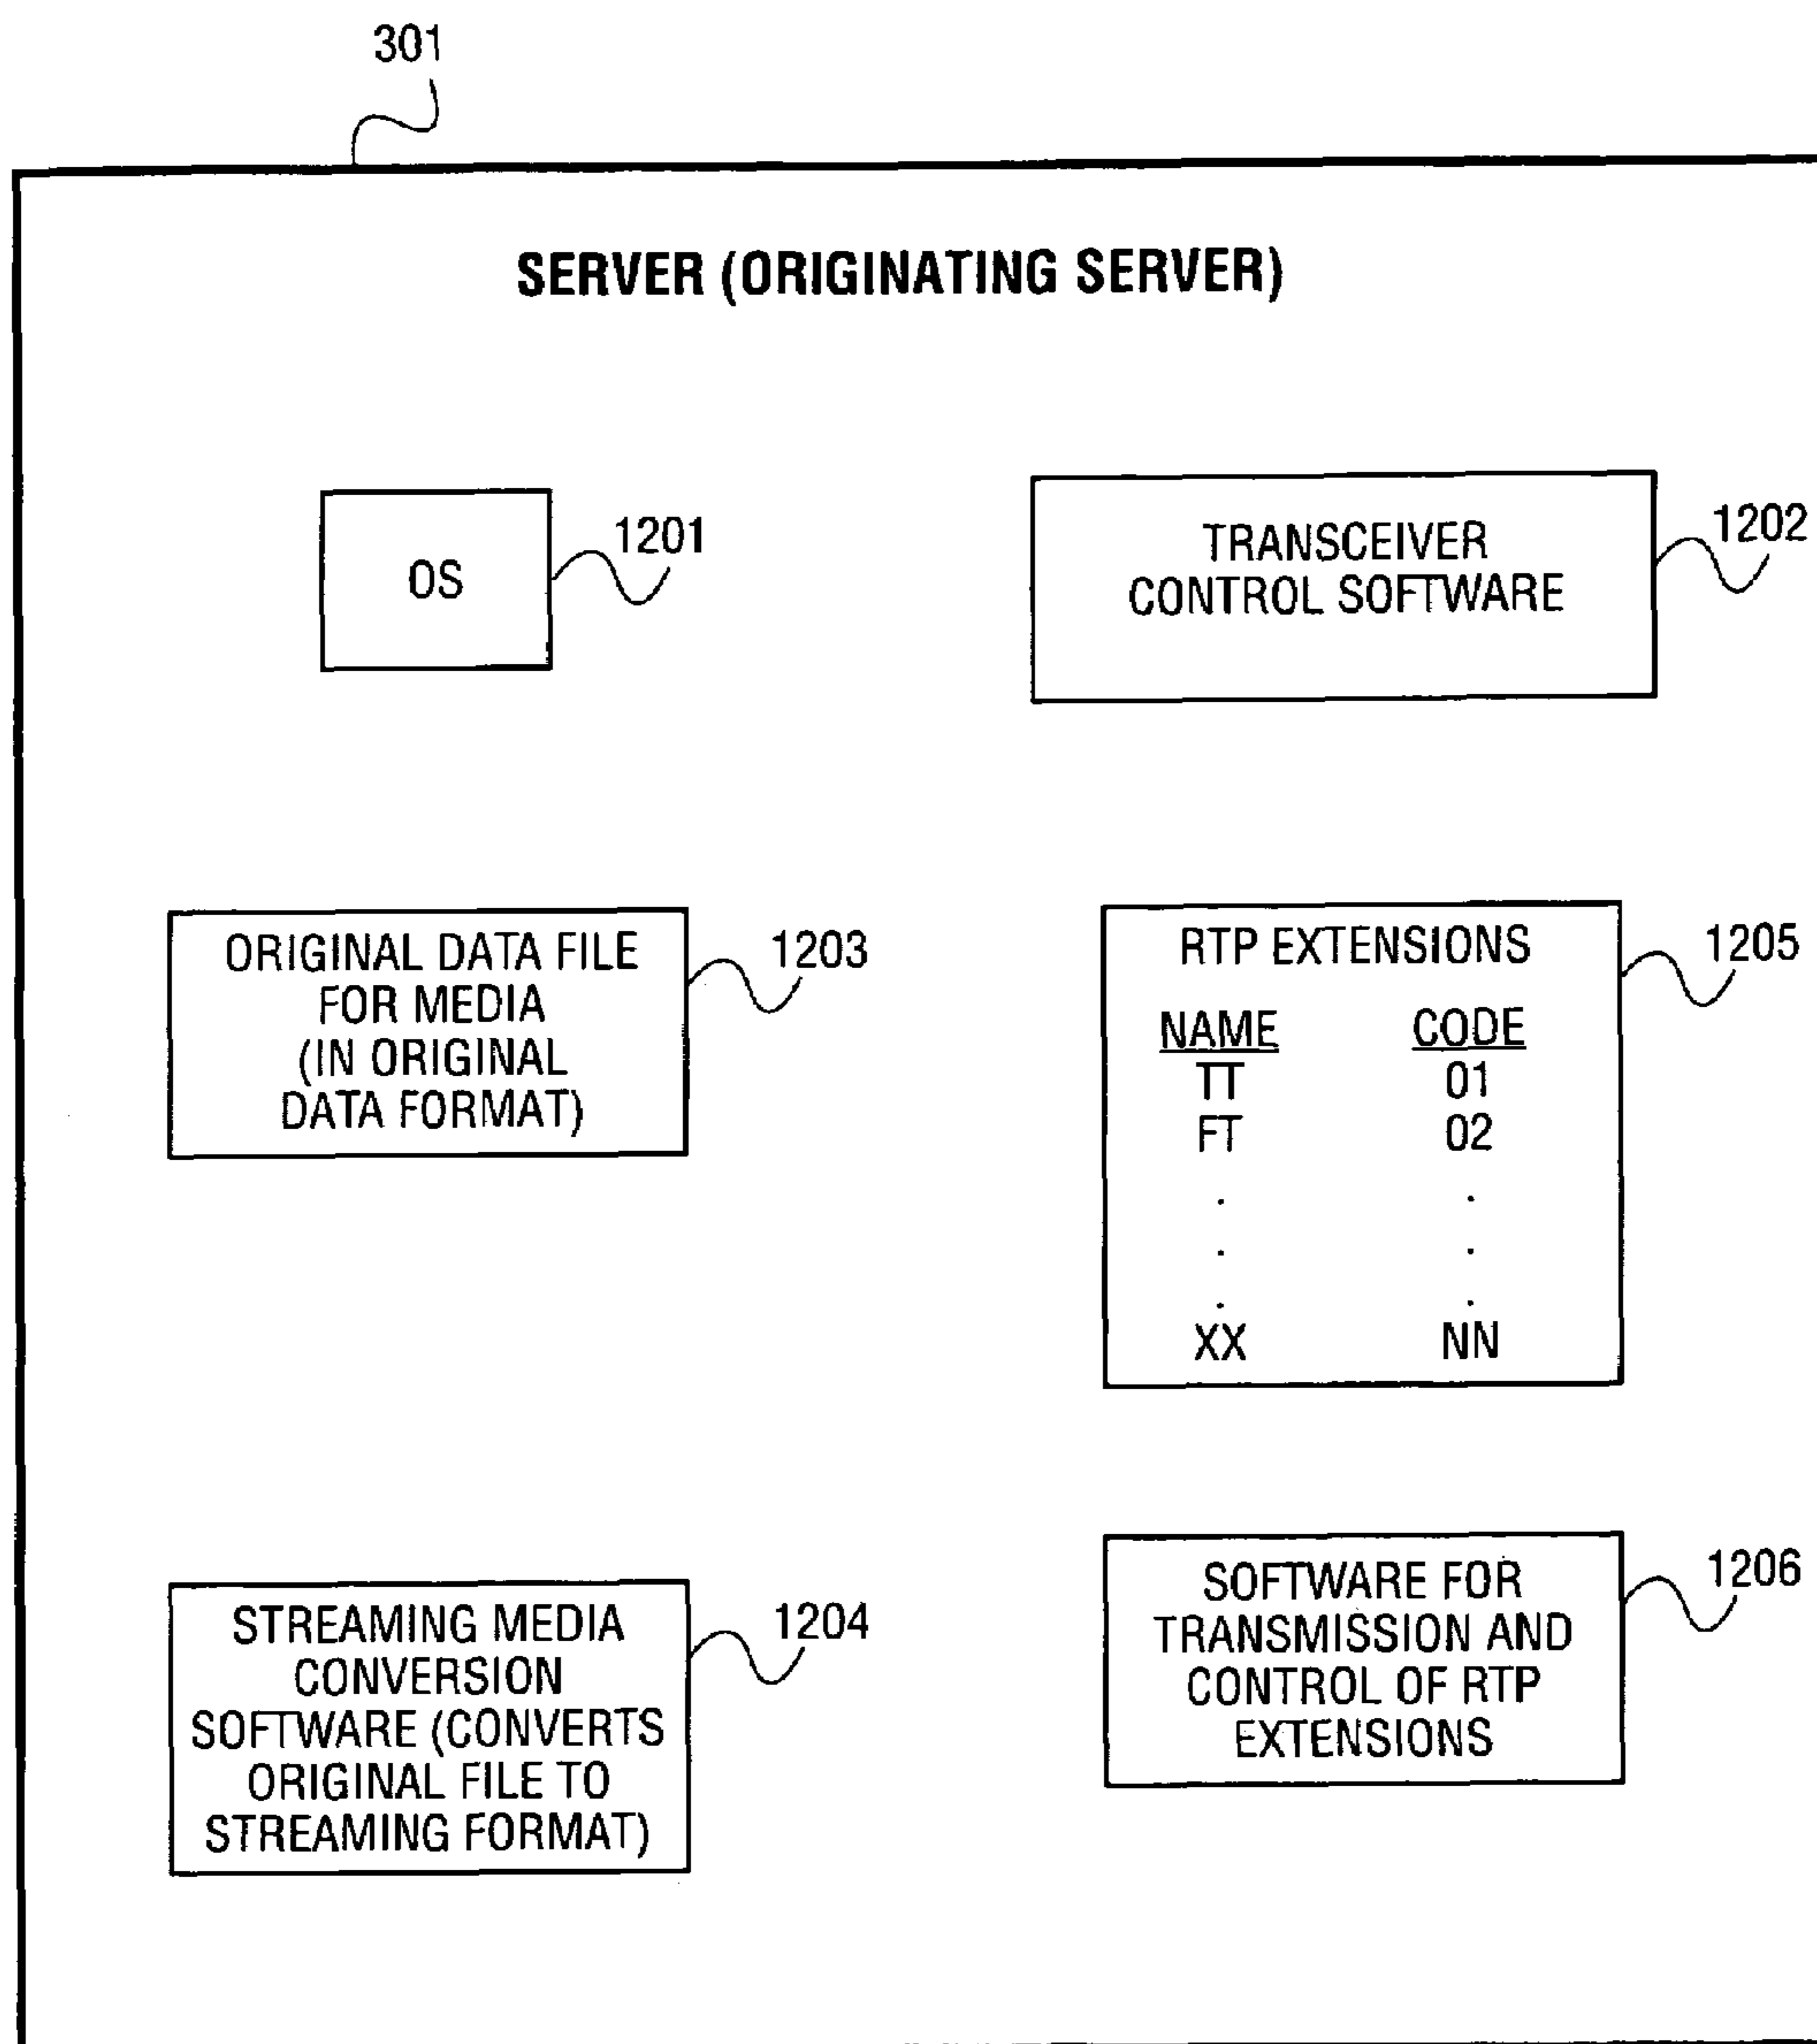 301
SERVER (ORIGINATING SERVER)
OS
1201
TRANSCEIVER
CONTROL SOFTWARE
1202
ORIGINAL DATA FILE
FOR MEDIA
(IN ORIGINAL
DATA FORMAT)
1203
RTP EXTENSIONS
NAME CODE
TT 01
FT 02
. .
. .
. .
XX NN
1205
STREAMING MEDIA
CONVERSION
SOFTWARE (CONVERTS
ORIGINAL FILE TO
STREAMING FORMAT)
1204
SOFTWARE FOR
TRANSMISSION AND
CONTROL OF RTP
EXTENSIONS
1206